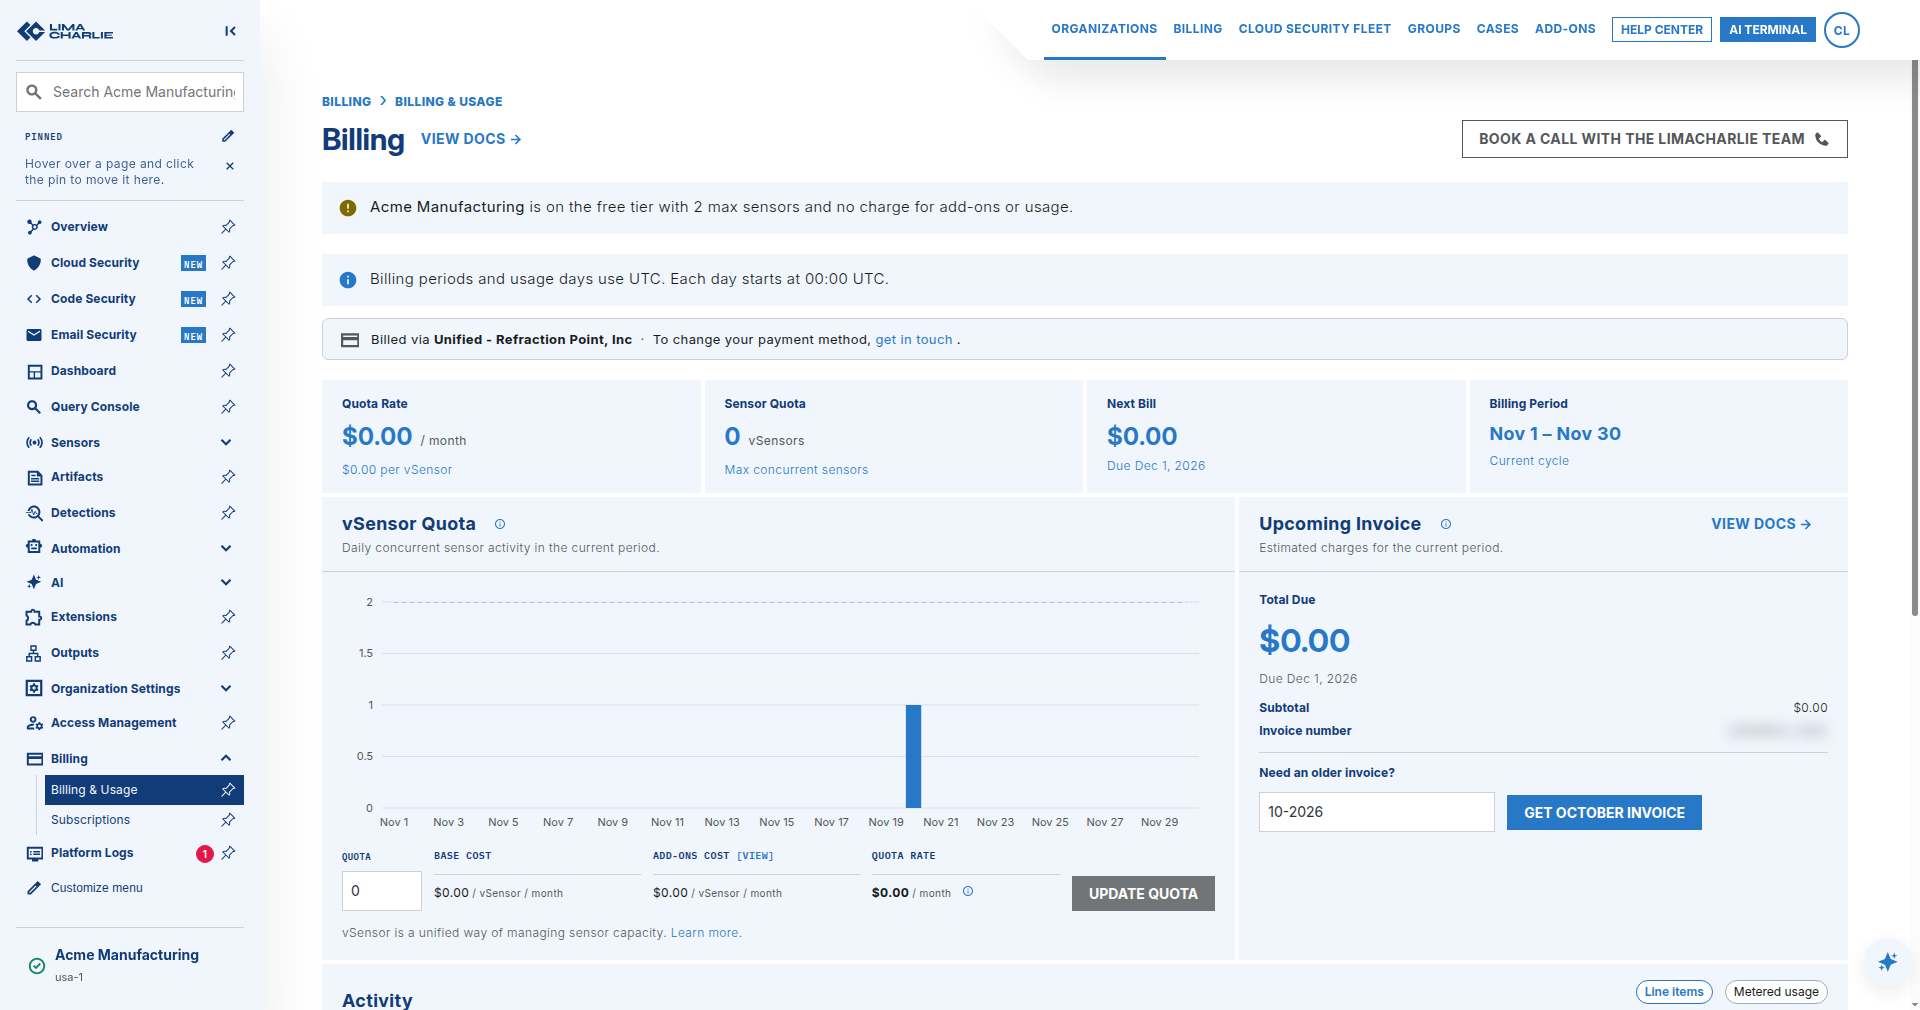 LIMA
CHARLIE
Search Acme Manufacturing
PINNED
Hover over a page and click
the pin to move it here.
Overview
Cloud Security NEW
Code Security NEW
Email Security NEW
Dashboard
Query Console
Sensors
Artifacts
Detections
Automation
AI
Extensions
Outputs
Organization Settings
Access Management
Billing
Billing & Usage
Subscriptions
Platform Logs 1
Customize menu
Acme Manufacturing
usa-1
ORGANIZATIONS BILLING CLOUD SECURITY FLEET GROUPS CASES ADD-ONS HELP CENTER AI TERMINAL CL
BILLING > BILLING & USAGE
Billing VIEW DOCS →
BOOK A CALL WITH THE LIMACHARLIE TEAM
Acme Manufacturing is on the free tier with 2 max sensors and no charge for add-ons or usage.
Billing periods and usage days use UTC. Each day starts at 00:00 UTC.
Billed via Unified - Refraction Point, Inc · To change your payment method, get in touch .
Quota Rate
$0.00 / month
$0.00 per vSensor
Sensor Quota
0 vSensors
Max concurrent sensors
Next Bill
$0.00
Due Dec 1, 2026
Billing Period
Nov 1 – Nov 30
Current cycle
vSensor Quota
Daily concurrent sensor activity in the current period.
2
1.5
1
0.5
0
Nov 1 Nov 3 Nov 5 Nov 7 Nov 9 Nov 11 Nov 13 Nov 15 Nov 17 Nov 19 Nov 21 Nov 23 Nov 25 Nov 27 Nov 29
QUOTA BASE COST ADD-ONS COST [VIEW] QUOTA RATE
0 $0.00 / vSensor / month $0.00 / vSensor / month $0.00 / month UPDATE QUOTA
vSensor is a unified way of managing sensor capacity. Learn more.
Upcoming Invoice VIEW DOCS →
Estimated charges for the current period.
Total Due
$0.00
Due Dec 1, 2026
Subtotal $0.00
Invoice number
Need an older invoice?
10-2026 GET OCTOBER INVOICE
Activity Line items Metered usage